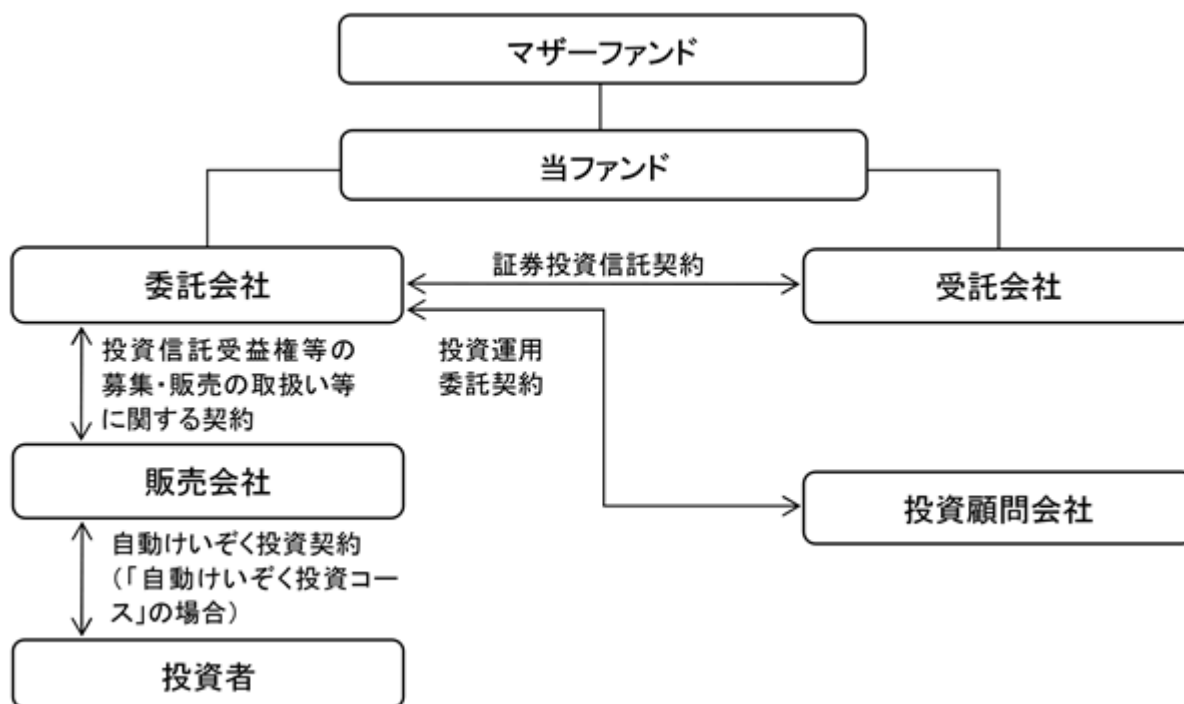 マザーファンド
当ファンド
委託会社
証券投資信託契約
受託会社
投資信託受益権等の
募集・販売の取扱い等
に関する契約
投資運用
委託契約
販売会社
投資顧問会社
自動けいぞく投資契約
（「自動けいぞく投資コー
ス」の場合）
投資者